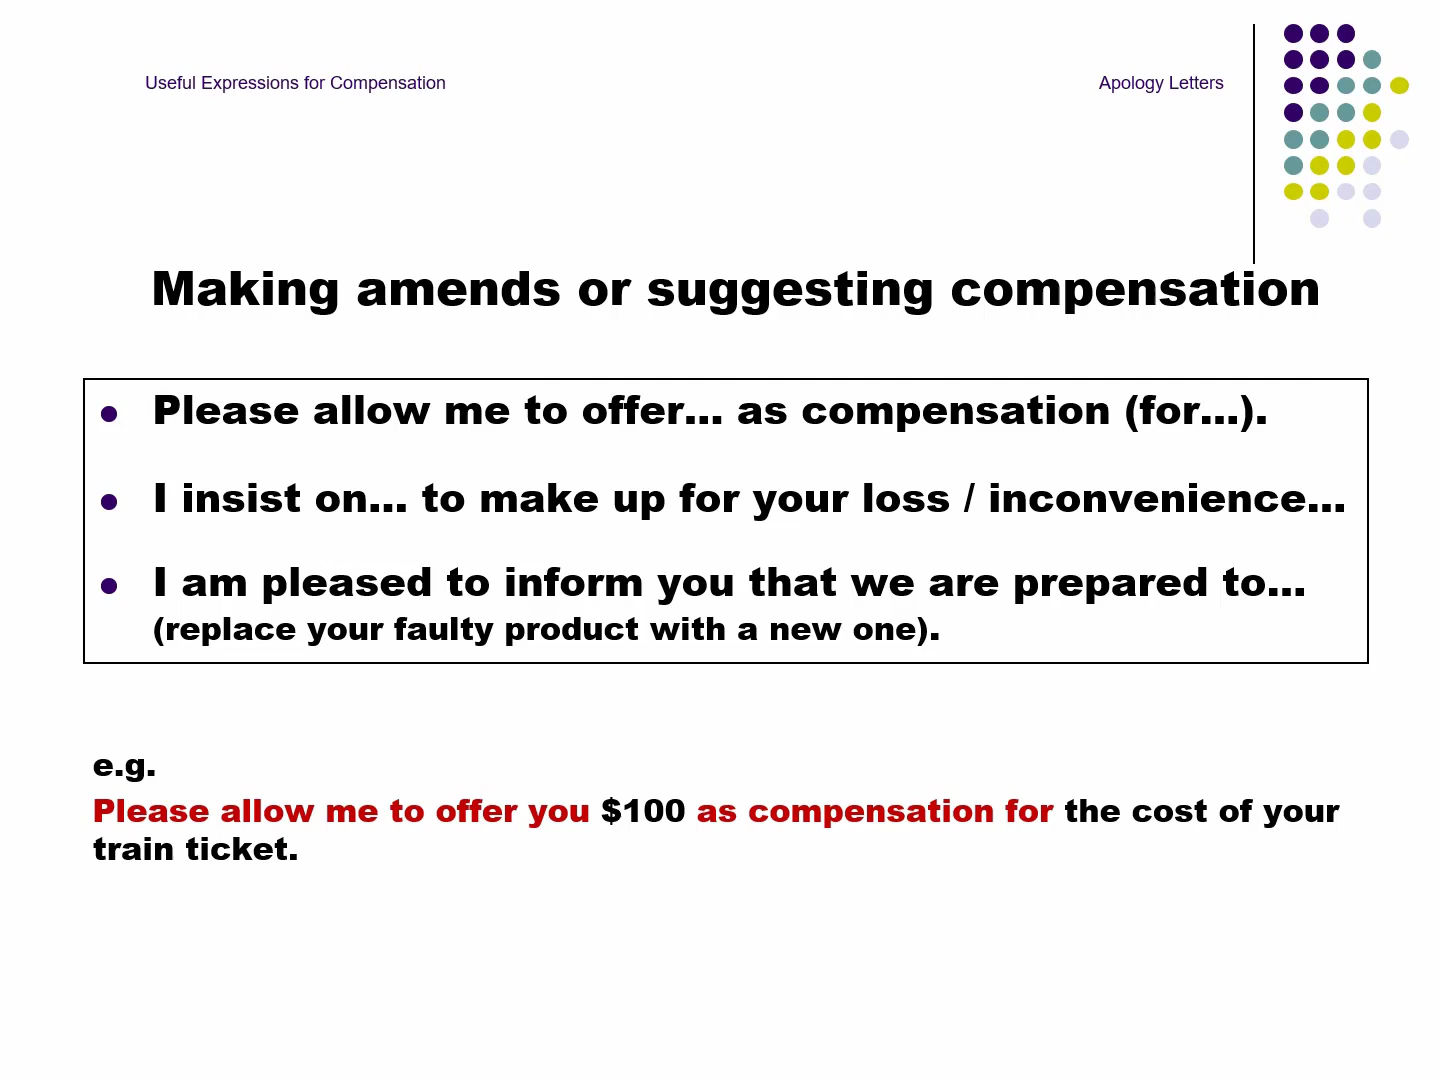 Useful Expressions for Compensation
Apology Letters
Making amends or suggesting compensation
● Please allow me to offer... as compensation (for...).
● I insist on... to make up for your loss / inconvenience...
● I am pleased to inform you that we are prepared to...
(replace your faulty product with a new one).
e.g.
Please allow me to offer you $100 as compensation for the cost of your
train ticket.